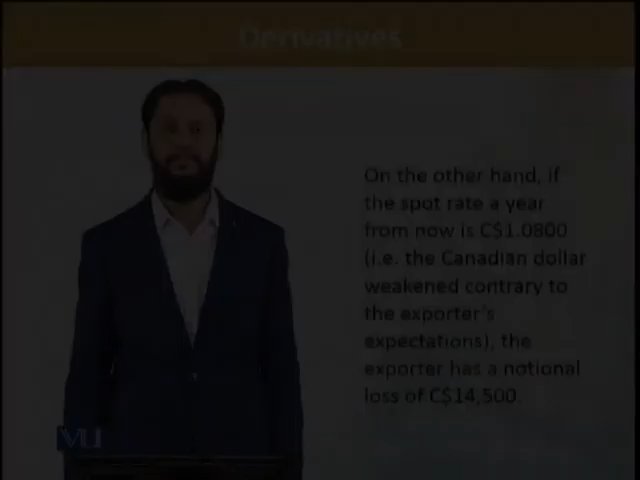 Derivatives
On the other hand, if
the spot rate a year
from now is C$1.0800
(i.e. the Canadian dollar
weakened contrary to
the exporter's
expectations), the
exporter has a notional
loss of C$14,500.
VU